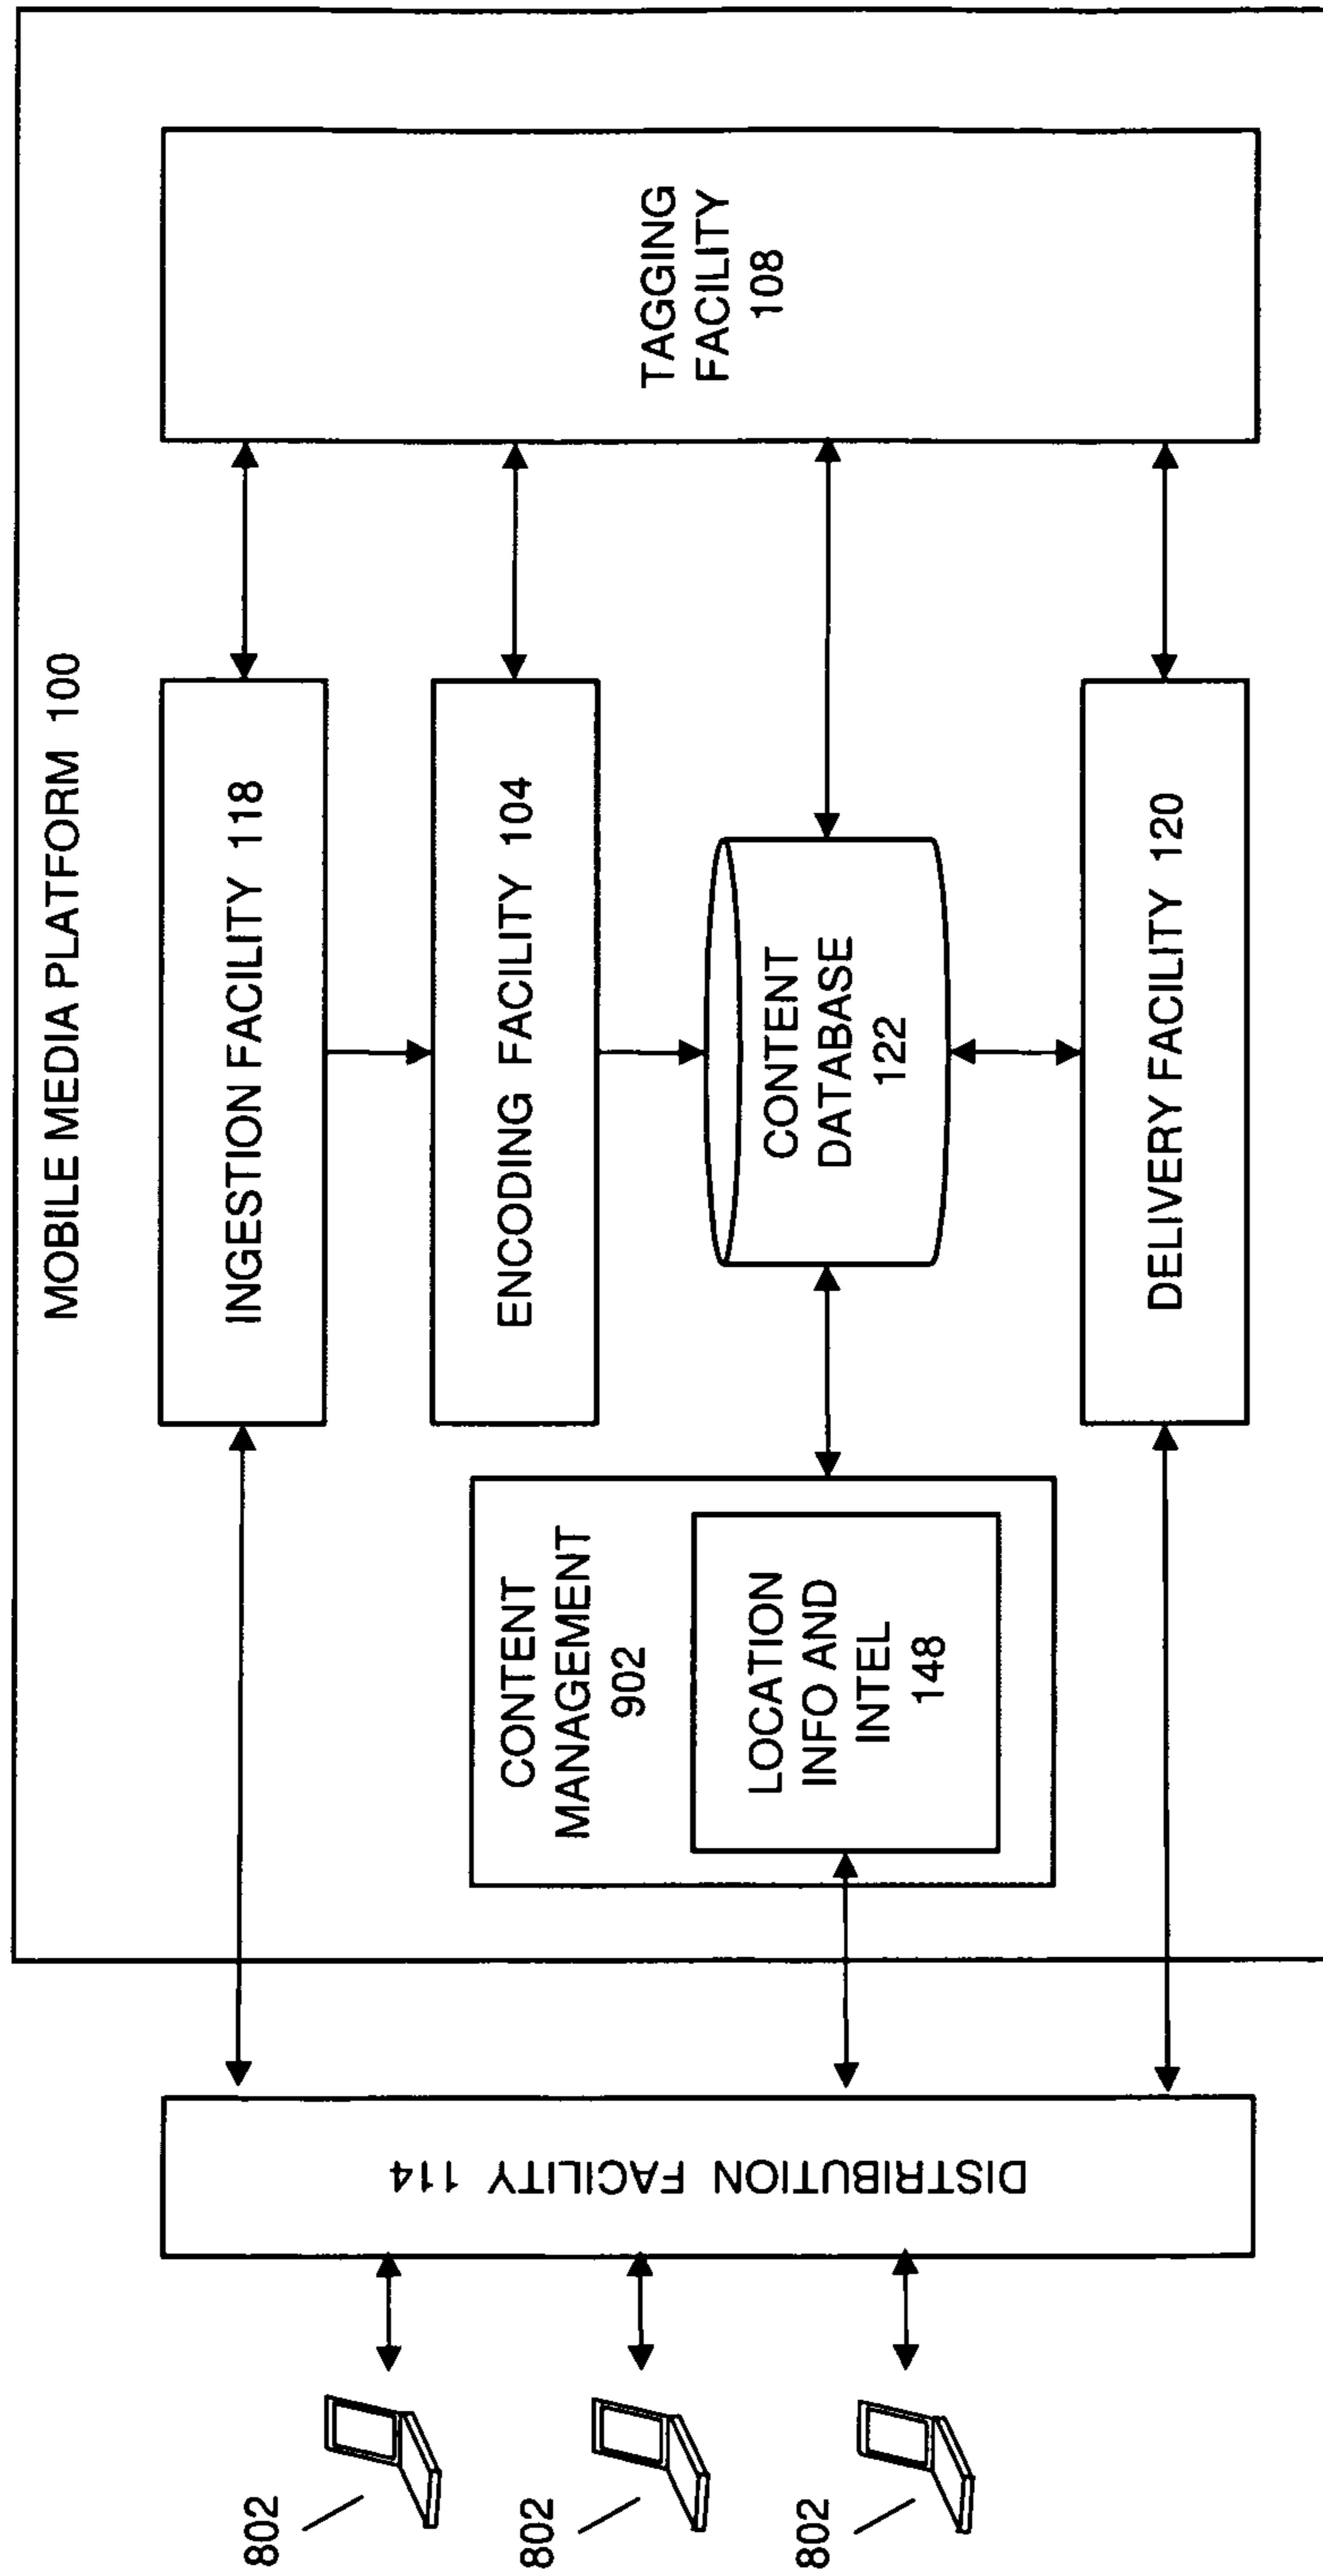 MOBILE MEDIA PLATFORM 100
802
802
802
DISTRIBUTION FACILITY 114
INGESTION FACILITY 118
ENCODING FACILITY 104
CONTENT
MANAGEMENT
902
LOCATION
INFO AND
INTEL
148
CONTENT
DATABASE
122
DELIVERY FACILITY 120
TAGGING
FACILITY
108